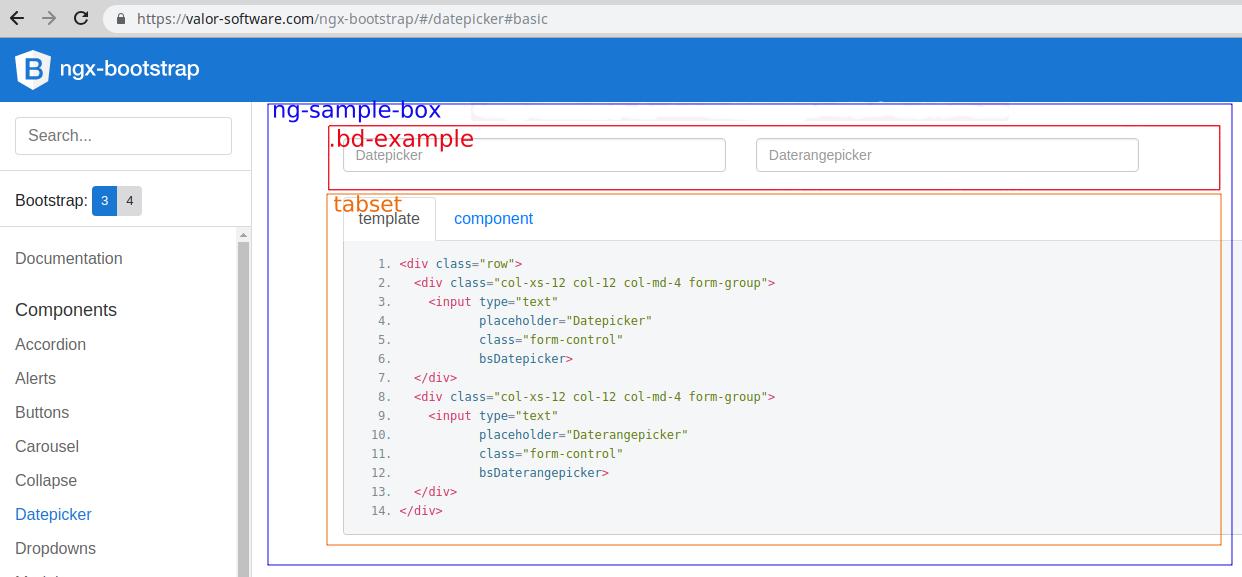 https://valor-software.com/ngx-bootstrap/#/datepicker#basic
B ngx-bootstrap
Search...
Bootstrap: 3 4
Documentation
Components
Accordion
Alerts
Buttons
Carousel
Collapse
Datepicker
Dropdowns
ng-sample-box
.bd-example
Datepicker
Daterangepicker
tabset
template component
1. <div class="row">
2.   <div class="col-xs-12 col-12 col-md-4 form-group">
3.     <input type="text"
4.            placeholder="Datepicker"
5.            class="form-control"
6.            bsDatepicker>
7.   </div>
8.   <div class="col-xs-12 col-12 col-md-4 form-group">
9.     <input type="text"
10.            placeholder="Daterangepicker"
11.            class="form-control"
12.            bsDaterangepicker>
13.   </div>
14. </div>